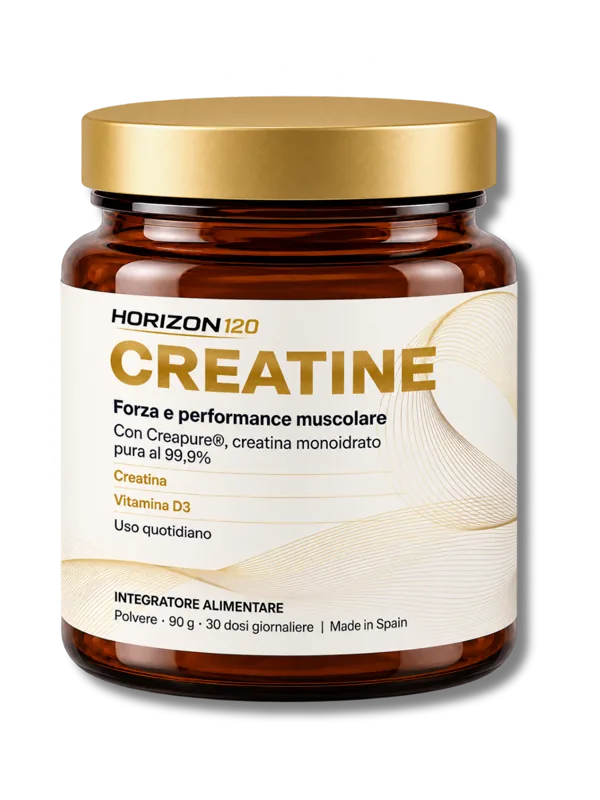 HORIZON120
CREATINE
Forza e performance muscolare
Con Creapure®, creatina monoidrato
pura al 99,9%
Creatina
Vitamina D3
Uso quotidiano
INTEGRATORE ALIMENTARE
Polvere · 90 g · 30 dosi giornaliere | Made in Spain